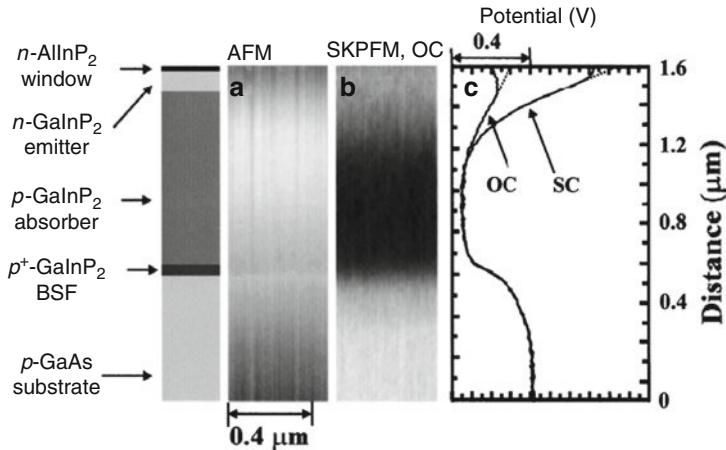 n-AlInP2
window
n-GaInP2
emitter
p-GaInP2
absorber
p+-GaInP2
BSF
p-GaAs
substrate
AFM
a
0.4 μm
SKPFM, OC
b
Potential (V)
0.4
c
OC
SC
1.6
1.2
0.8
0.4
0
Distance (μm)